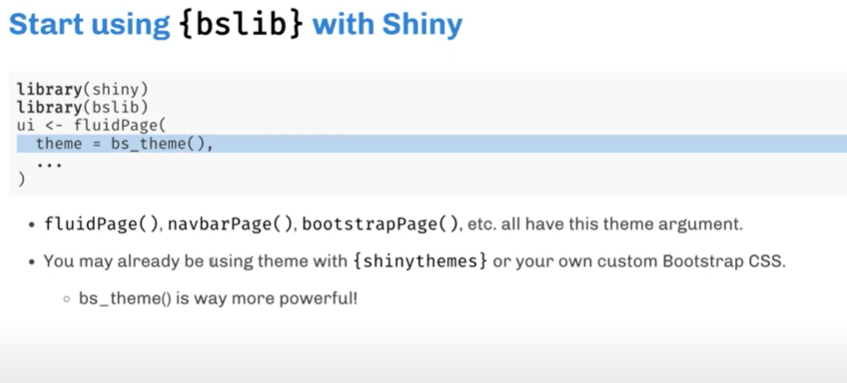 Start using {bslib} with Shiny
library(shiny)
library(bslib)
ui <- fluidPage(
  theme = bs_theme(),
  ...
)
• fluidPage(), navbarPage(), bootstrapPage(), etc. all have this theme argument.
• You may already be using theme with {shinythemes} or your own custom Bootstrap CSS.
◦ bs_theme() is way more powerful!